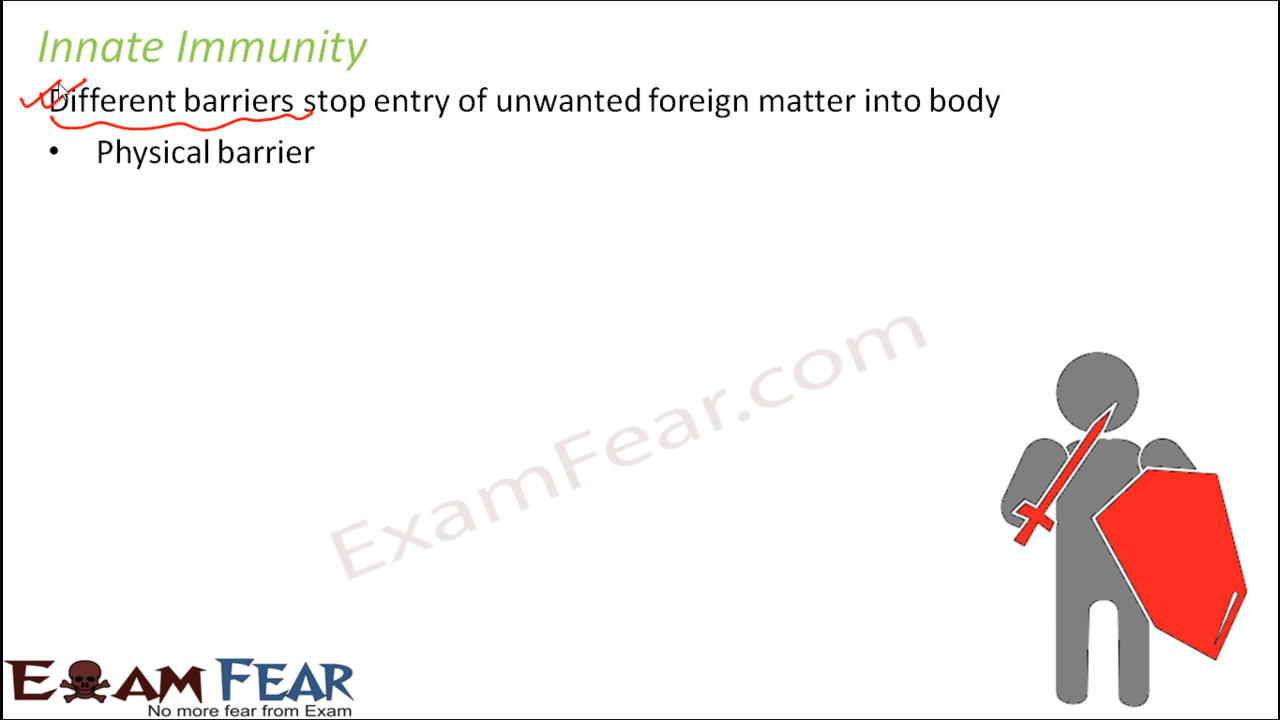 Innate Immunity
Different barriers stop entry of unwanted foreign matter into body
• Physical barrier
ExamFear.com
EXAM FEAR
No more fear from Exam